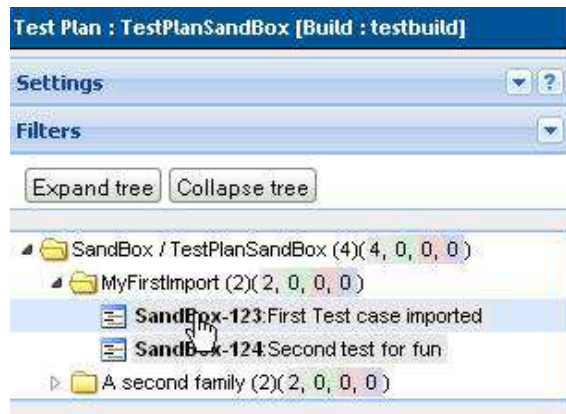 Test Plan : TestPlanSandBox [Build : testbuild]
Settings ?
Filters
Expand tree Collapse tree
SandBox / TestPlanSandBox (4)(4, 0, 0, 0)
MyFirstImport (2)(2, 0, 0, 0)
SandBox-123:First Test case imported
SandBox-124:Second test for fun
A second family (2)(2, 0, 0, 0)